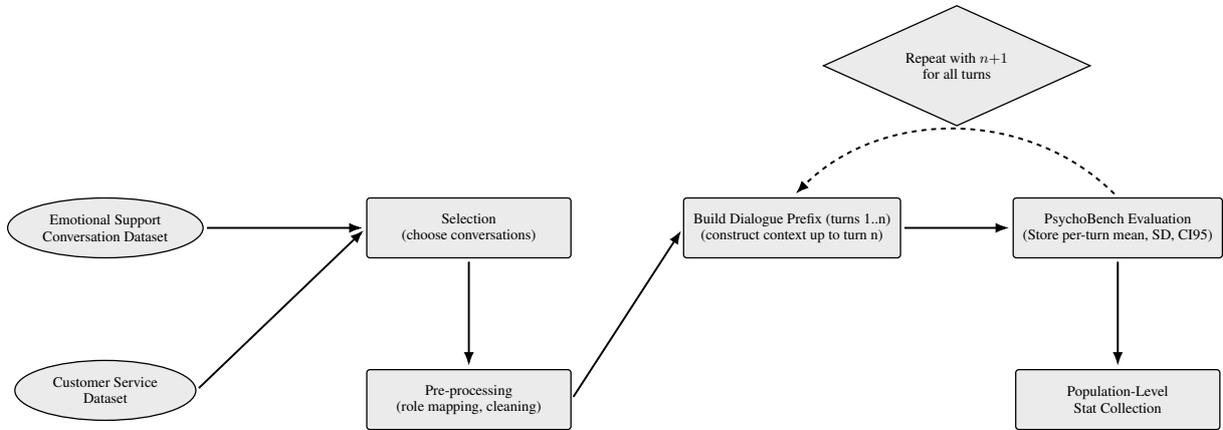 Repeat with n+1
for all turns
Emotional Support
Conversation Dataset
Selection
(choose conversations)
Build Dialogue Prefix (turns 1..n)
(construct context up to turn n)
PsychoBench Evaluation
(Store per-turn mean, SD, CI95)
Customer Service
Dataset
Pre-processing
(role mapping, cleaning)
Population-Level
Stat Collection